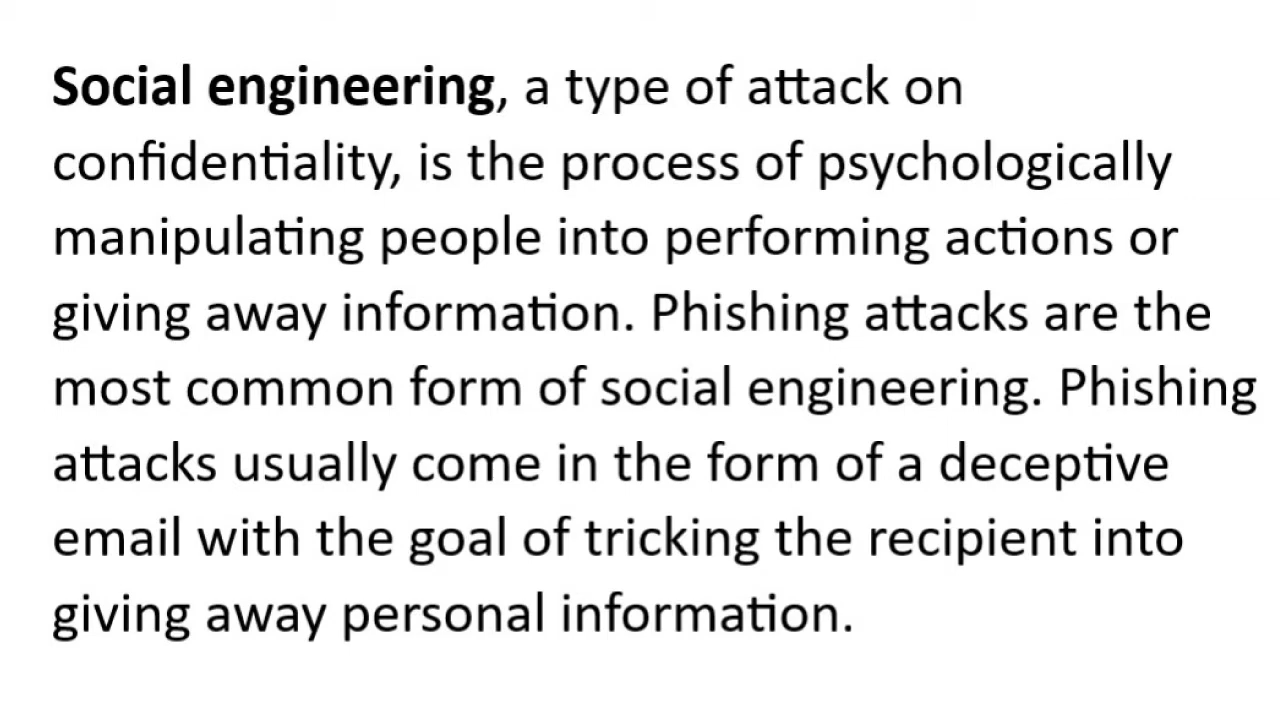 Social engineering, a type of attack on
confidentiality, is the process of psychologically
manipulating people into performing actions or
giving away information. Phishing attacks are the
most common form of social engineering. Phishing
attacks usually come in the form of a deceptive
email with the goal of tricking the recipient into
giving away personal information.